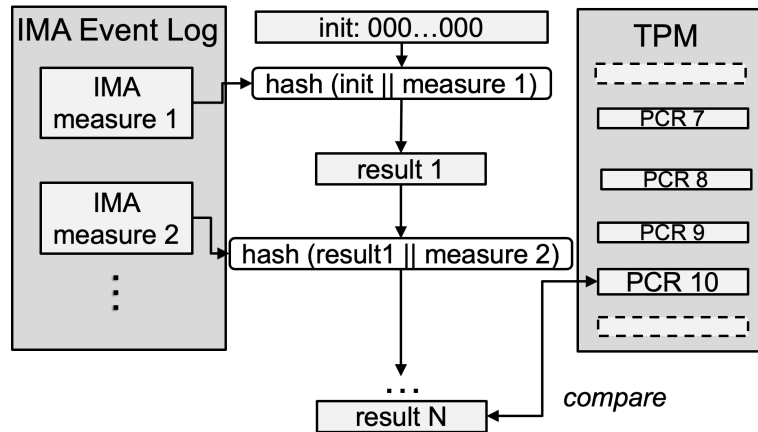 IMA Event Log
IMA
measure 1
IMA
measure 2
⋮
init: 000...000
hash (init || measure 1)
result 1
hash (result1 || measure 2)
...
result N
compare
TPM
PCR 7
PCR 8
PCR 9
PCR 10